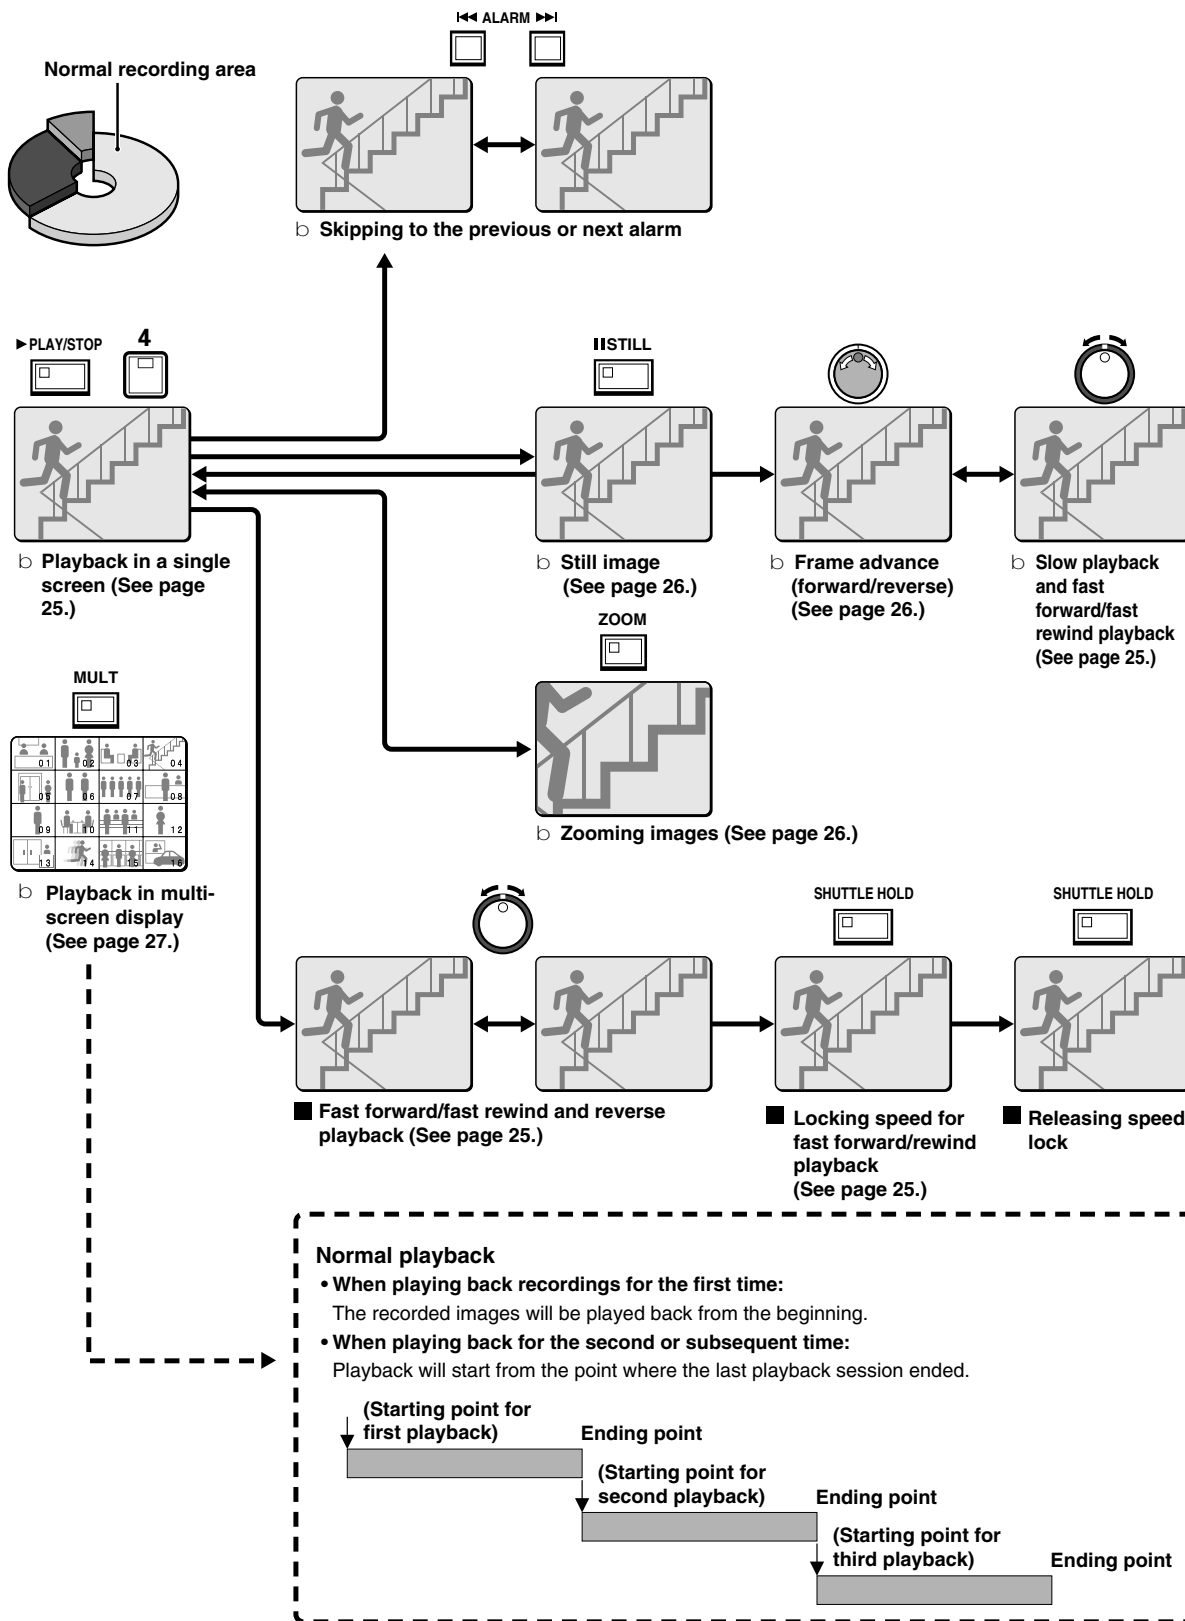 ALARM
Normal recording area
b Skipping to the previous or next alarm
PLAY/STOP
4
STILL
b Playback in a single
screen (See page
25.)
b Still image
(See page 26.)
b Frame advance
(forward/reverse)
(See page 26.)
b Slow playback
and fast
forward/fast
rewind playback
(See page 25.)
ZOOM
b Zooming images (See page 26.)
MULT
01 02 03 04
05 06 07 08
09 10 11 12
13 14 15 16
b Playback in multi-
screen display
(See page 27.)
SHUTTLE HOLD
SHUTTLE HOLD
■ Fast forward/fast rewind and reverse
playback (See page 25.)
■ Locking speed for
fast forward/rewind
playback
(See page 25.)
■ Releasing speed
lock
Normal playback
• When playing back recordings for the first time:
The recorded images will be played back from the beginning.
• When playing back for the second or subsequent time:
Playback will start from the point where the last playback session ended.
(Starting point for
first playback)
Ending point
(Starting point for
second playback)
Ending point
(Starting point for
third playback)
Ending point